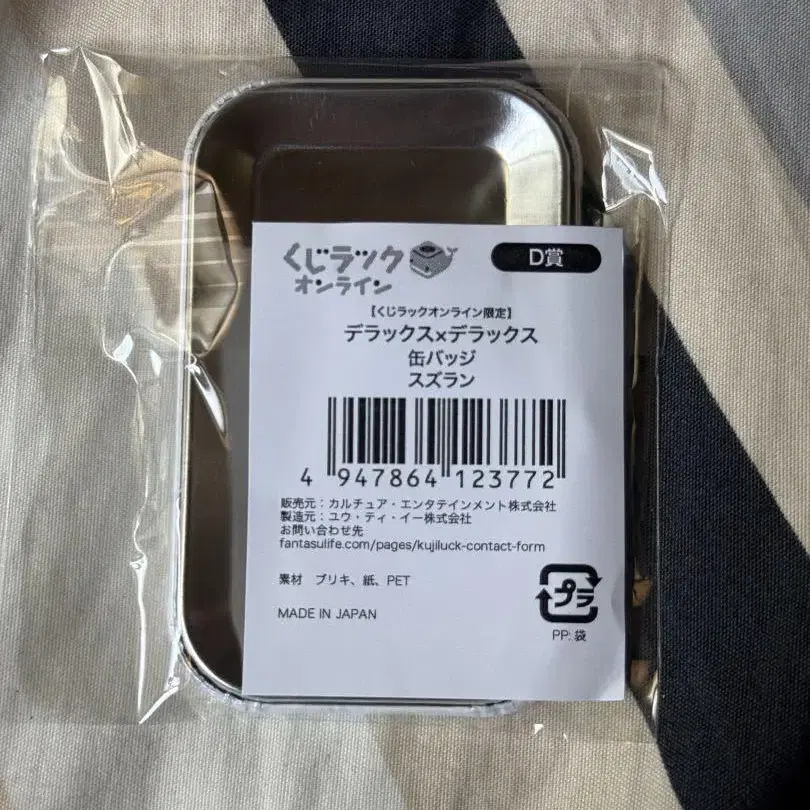 くじラック
オンライン
D賞
【くじラックオンライン限定】
デラックス×デラックス
缶バッジ
スズラン
4 947864 123772
販売元：カルチュア・エンタテインメント株式会社
製造元：ユウ・ティ・イー株式会社
お問い合わせ先
fantasulife.com/pages/kujiluck-contact-form
素材　ブリキ、紙、PET
プラ
MADE IN JAPAN
PP: 袋